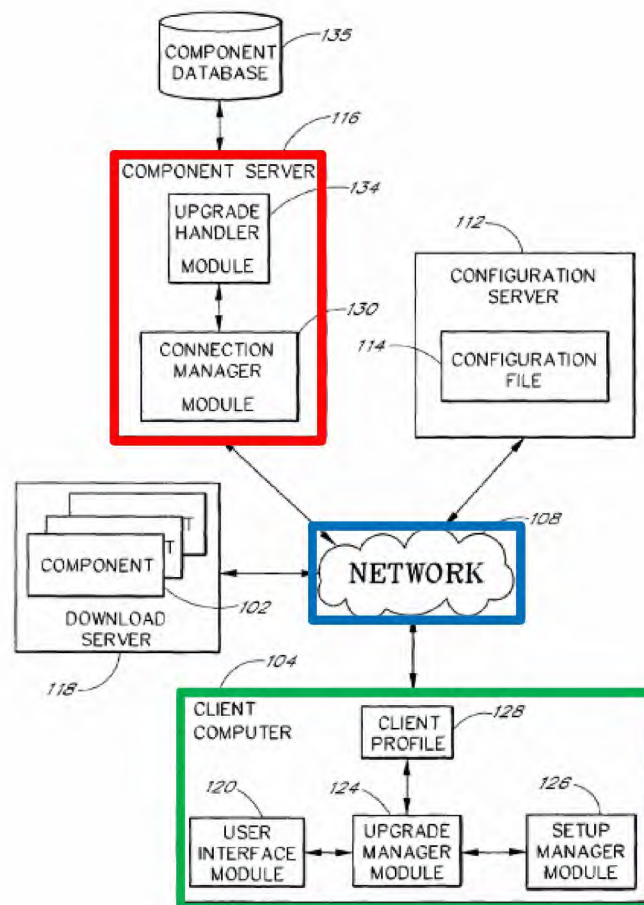 COMPONENT
DATABASE
135
116
COMPONENT SERVER
134
UPGRADE
HANDLER
MODULE
130
CONNECTION
MANAGER
MODULE
112
CONFIGURATION
SERVER
114
CONFIGURATION
FILE
108
NETWORK
T
T
COMPONENT
102
DOWNLOAD
SERVER
118
104
CLIENT
COMPUTER
CLIENT
PROFILE
128
120
USER
INTERFACE
MODULE
124
UPGRADE
MANAGER
MODULE
126
SETUP
MANAGER
MODULE